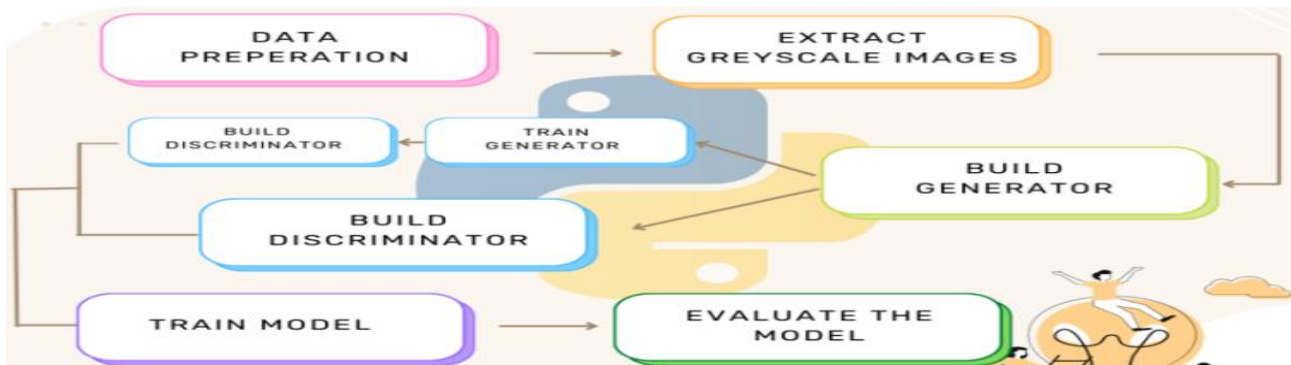 DATA
PREPERATION
EXTRACT
GREYSCALE IMAGES
BUILD
GENERATOR
TRAIN
GENERATOR
BUILD
DISCRIMINATOR
BUILD
DISCRIMINATOR
TRAIN MODEL
EVALUATE THE
MODEL